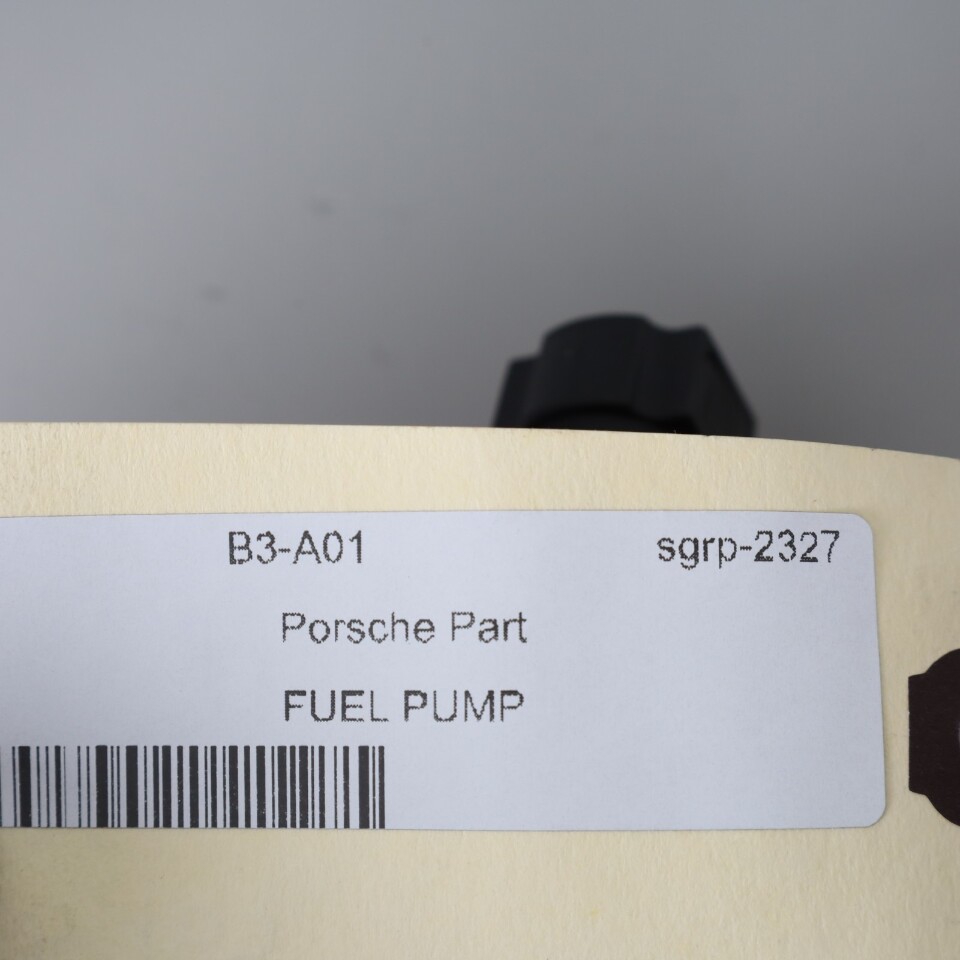 B3-A01 sgrp-2327
Porsche Part
FUEL PUMP